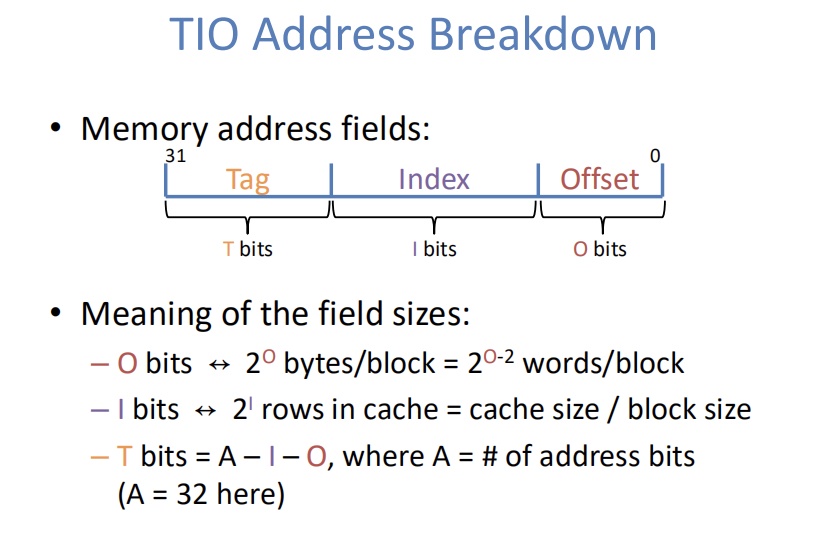 TIO Address Breakdown
• Memory address fields:
31 0
Tag Index Offset
T bits I bits O bits
• Meaning of the field sizes:
– O bits ↔ 2^O bytes/block = 2^O-2 words/block
– I bits ↔ 2^I rows in cache = cache size / block size
– T bits = A – I – O, where A = # of address bits
(A = 32 here)